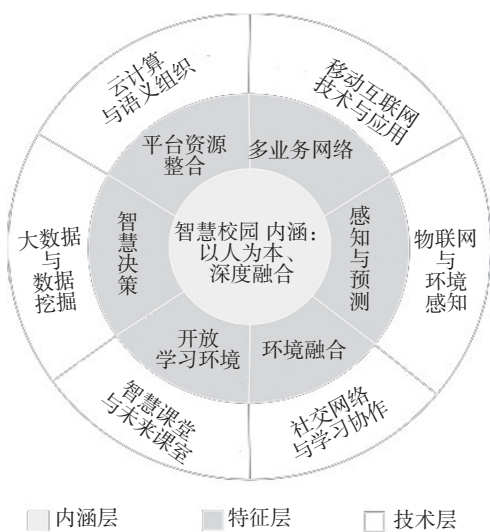 云计算
与语义组织
移动互联网
技术与应用
平台资源
整合
多业务网络
大数据
与
数据
挖掘
智
慧
决
策
智慧校园 内涵：
以人为本、
深度融合
感
知
与
预
测
物联网
与
环境
感知
开放
学习环境
环境融合
智慧课堂
与未来课室
社交网络
与学习协作
内涵层
特征层
技术层